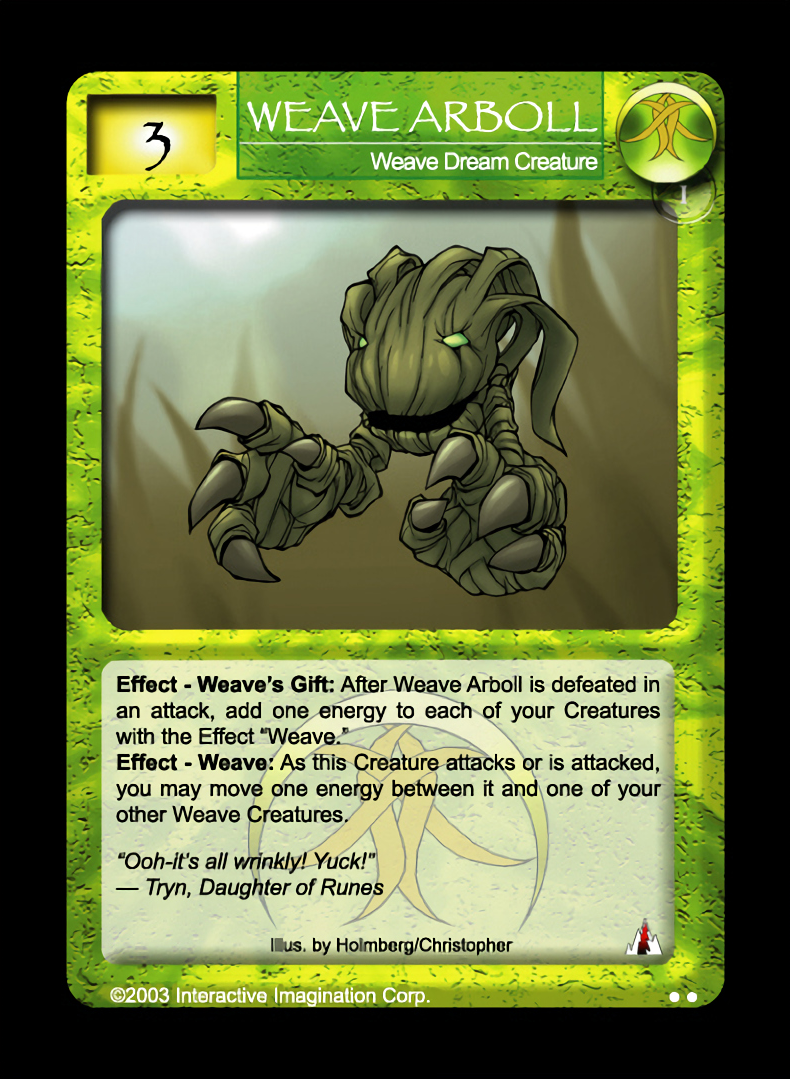 3
WEAVE ARBOLL
Weave Dream Creature
1
Effect - Weave's Gift: After Weave Arboll is defeated in
an attack, add one energy to each of your Creatures
with the Effect "Weave."
Effect - Weave: As this Creature attacks or is attacked,
you may move one energy between it and one of your
other Weave Creatures.
"Ooh-it's all wrinkly! Yuck!"
— Tryn, Daughter of Runes
Illus. by Holmberg/Christopher
©2003 Interactive Imagination Corp.